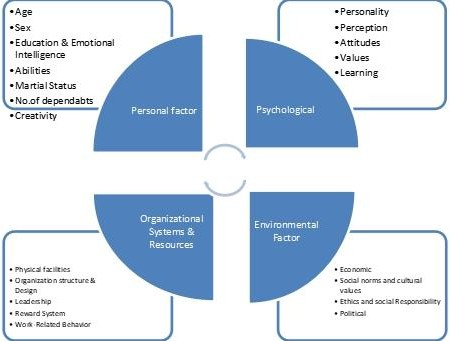 •Age
•Sex
•Education & Emotional
Intelligence
•Abilities
•Martial Status
•No.of dependabts
•Creativity
Personal factor
•Personality
•Perception
•Attitudes
•Values
•Learning
Psychological
Organizational
Systems &
Resources
• Physical facilities
• Organization structure &
Design
• Leadership
• Reward System
• Work-Related Behavior
Environmental
Factor
• Economic
• Social norms and cultural
values
• Ethics and social Responsibility
• Political